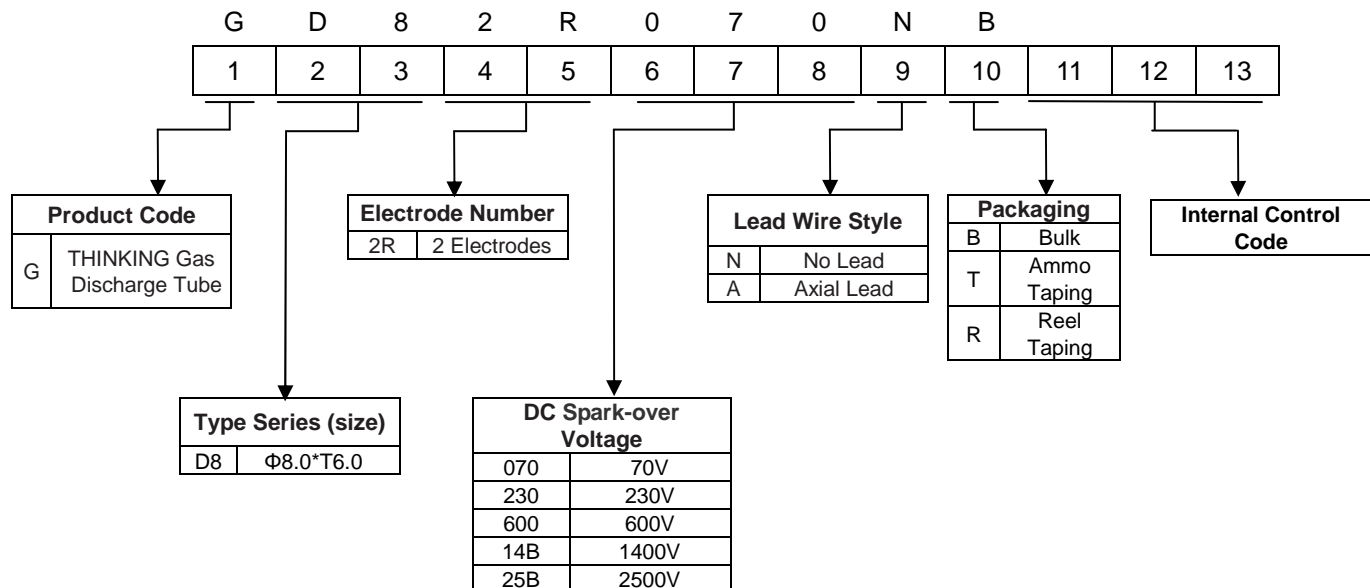 G D 8 2 R 0 7 0 N B
1 2 3 4 5 6 7 8 9 10 11 12 13
Product Code
G THINKING Gas
Discharge Tube
Electrode Number
2R 2 Electrodes
Lead Wire Style
N No Lead
A Axial Lead
Packaging
B Bulk
T Ammo
Taping
R Reel
Taping
Internal Control
Code
Type Series (size)
D8 Φ8.0*T6.0
DC Spark-over
Voltage
070 70V
230 230V
600 600V
14B 1400V
25B 2500V